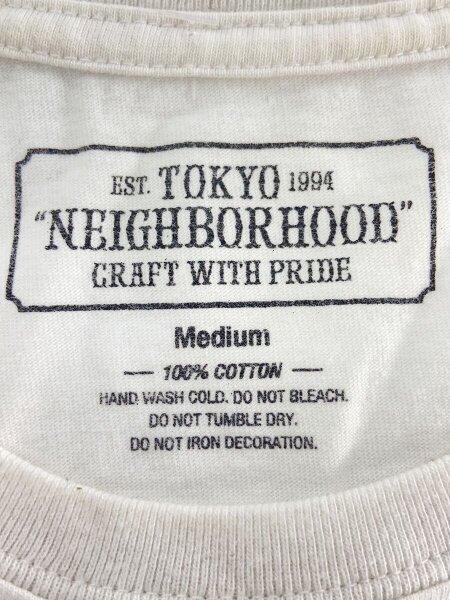 EST. TOKYO 1994
"NEIGHBORHOOD"
CRAFT WITH PRIDE
Medium
— 100% COTTON —
HAND WASH COLD. DO NOT BLEACH.
DO NOT TUMBLE DRY.
DO NOT IRON DECORATION.